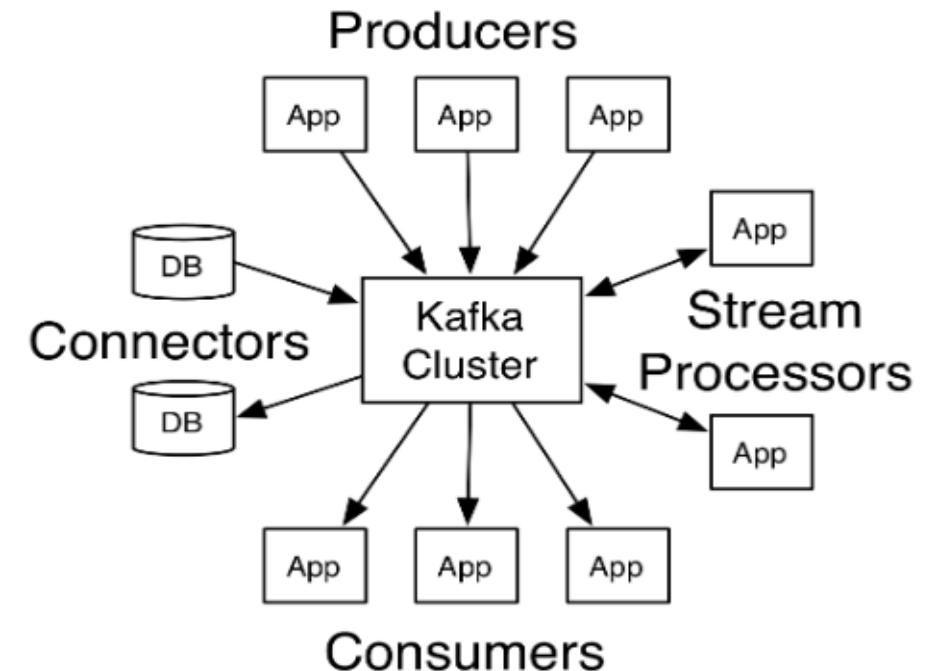 Producers
App
App
App
DB
App
Kafka
Cluster
Stream
Processors
Connectors
DB
App
App
App
App
Consumers